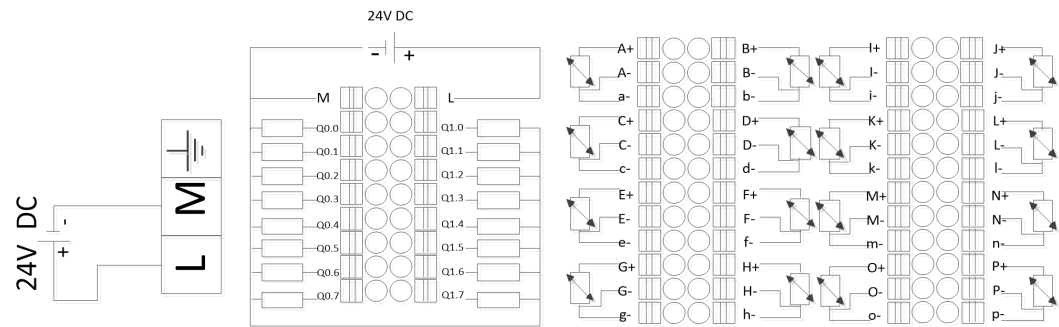 24V DC
-
+
M
L
24V DC
- +
M L
Q0.0 Q1.0
Q0.1 Q1.1
Q0.2 Q1.2
Q0.3 Q1.3
Q0.4 Q1.4
Q0.5 Q1.5
Q0.6 Q1.6
Q0.7 Q1.7
A+ B+
A- B-
a- b-
C+ D+
C- D-
c- d-
E+ F+
E- F-
e- f-
G+ H+
G- H-
g- h-
I+ J+
I- J-
i- j-
K+ L+
K- L-
k- l-
M+ N+
M- N-
m- n-
O+ P+
O- P-
o- p-